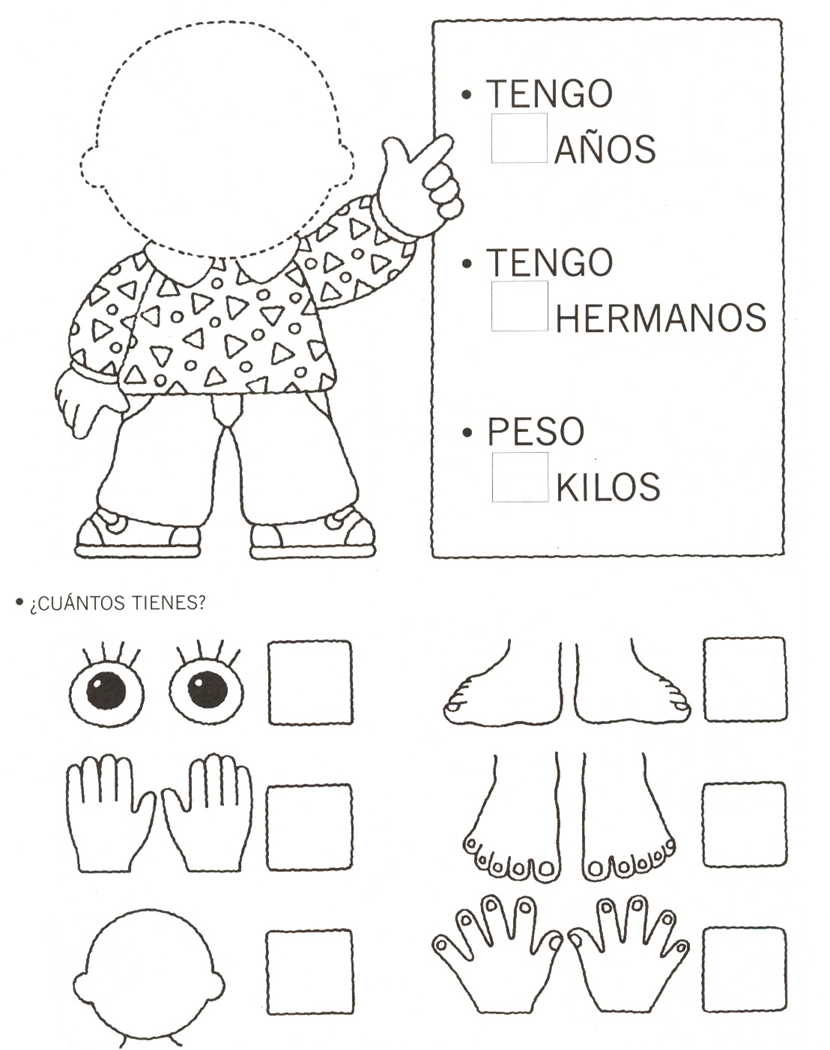 • TENGO
AÑOS
• TENGO
HERMANOS
• PESO
KILOS
• ¿CUÁNTOS TIENES?